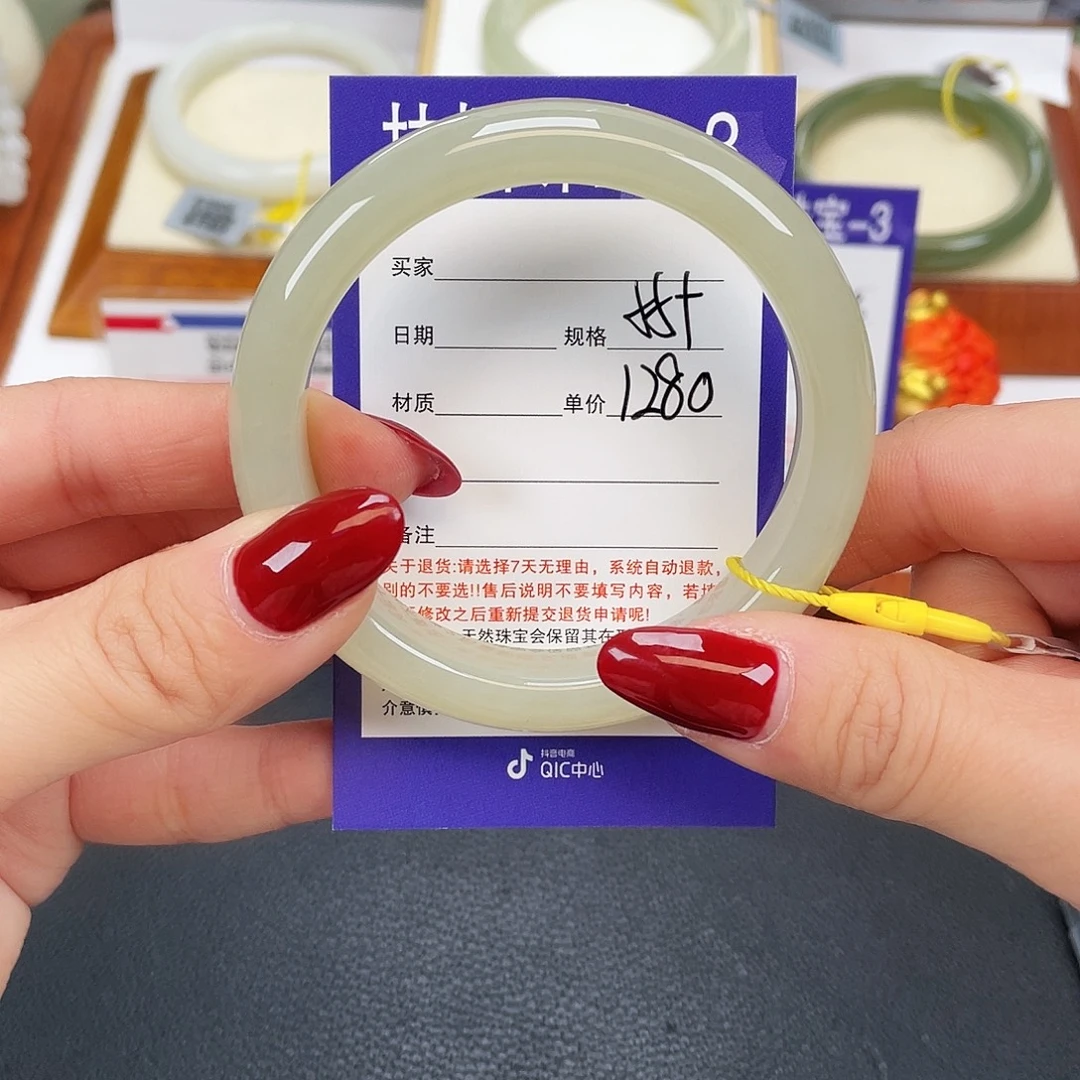 买家
日期 规格
材质 单价 1280
备注
关于退货:请选择7天无理由，系统自动退款，
别的不要选!!售后说明不要填写内容，若
修改之后重新提交退货申请呢!
天然珠宝会保留其在
介意慎
抖音电商
QIC中心
宝-3